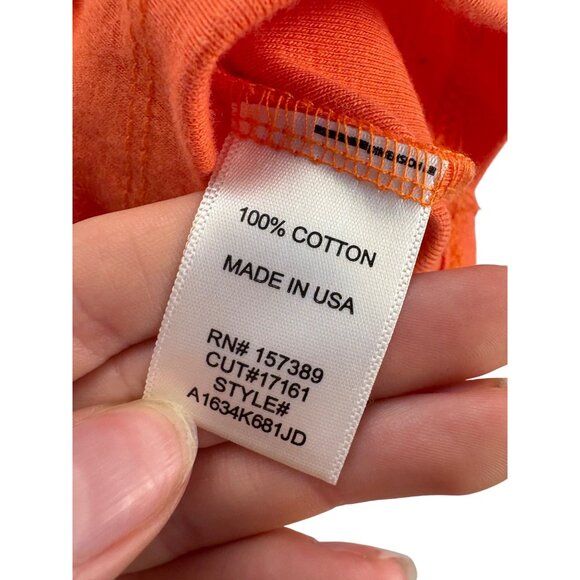 100% COTTON
MADE IN USA
RN# 157389
CUT#17161
STYLE#
A1634K681JD